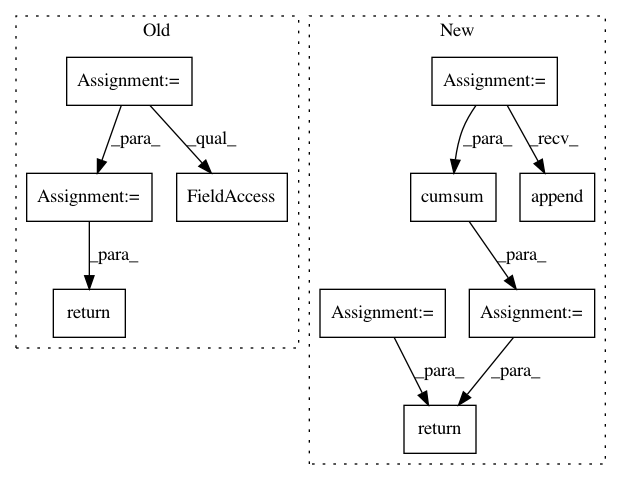 Old
New
Assignment:=
Assignment:=
_para_
_qual_
_para_
_recv_
Assignment:=
FieldAccess
cumsum
append
_para_
_para_
return
Assignment:=
Assignment:=
_para_
_para_
return